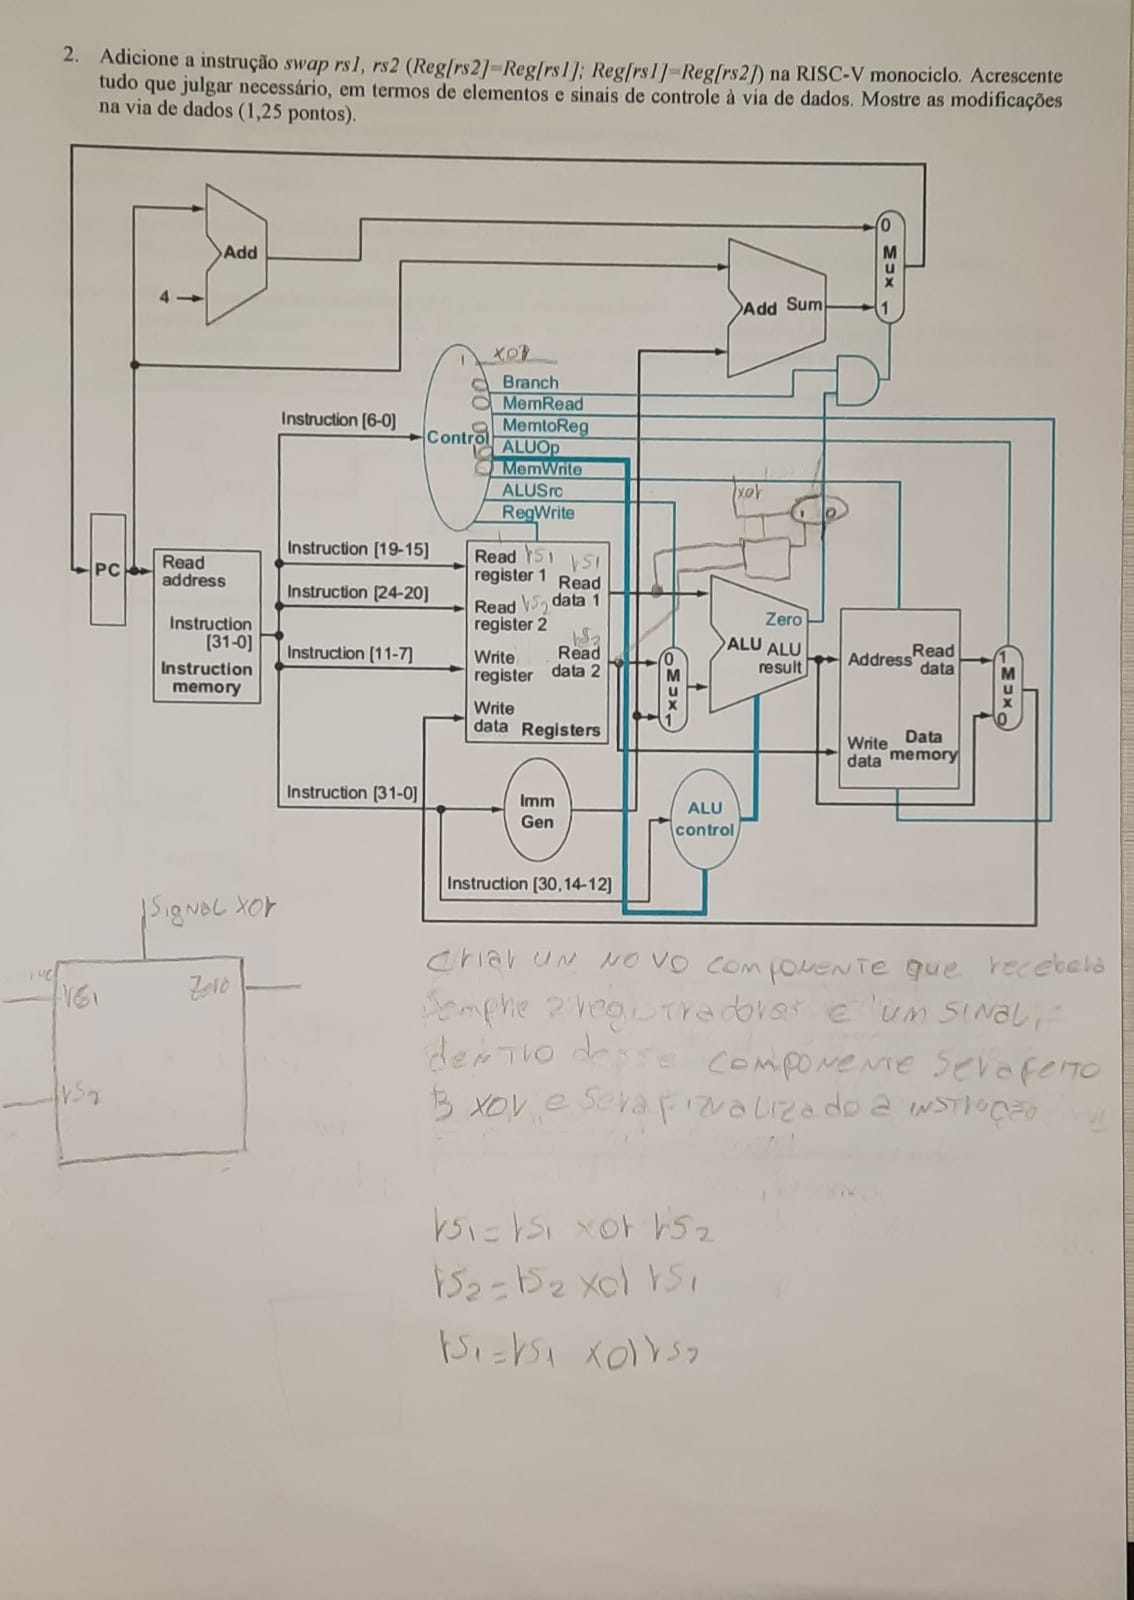 2. Adicione a instrução swap rs1, rs2 (Reg[rs2]=Reg[rs1]; Reg[rs1]=Reg[rs2]) na RISC-V monociclo. Acrescente
tudo que julgar necessário, em termos de elementos e sinais de controle à via de dados. Mostre as modificações
na via de dados (1,25 pontos).
Add
4
0
M
u
x
1
Add Sum
1 xor
Branch
MemRead
MemtoReg
ALUOp
MemWrite
ALUSrc
RegWrite
Control
Instruction [6-0]
xor
1 0
PC
Read
address
Instruction
[31-0]
Instruction
memory
Instruction [19-15]
Instruction [24-20]
Instruction [11-7]
Read rs1
register 1
rs1
Read
data 1
Read rs2
register 2
rs2
Read
data 2
Write
register
Write
data
Registers
0
M
u
x
1
Zero
ALU
ALU
result
Address
Read
data
Write
data
Data
memory
1
M
u
x
0
Instruction [31-0]
Imm
Gen
ALU
control
Instruction [30,14-12]
Signal xor
rs1
Zero
rs2
Criar un novo componente que recebera
sempre 2 registradores e um sinal,
dentro desse componente sera feito
3 xor, e sera finalizado a instrução
rs1=rs1 xor rs2
rs2=rs2 xor rs1
rs1=rs1 xor rs2